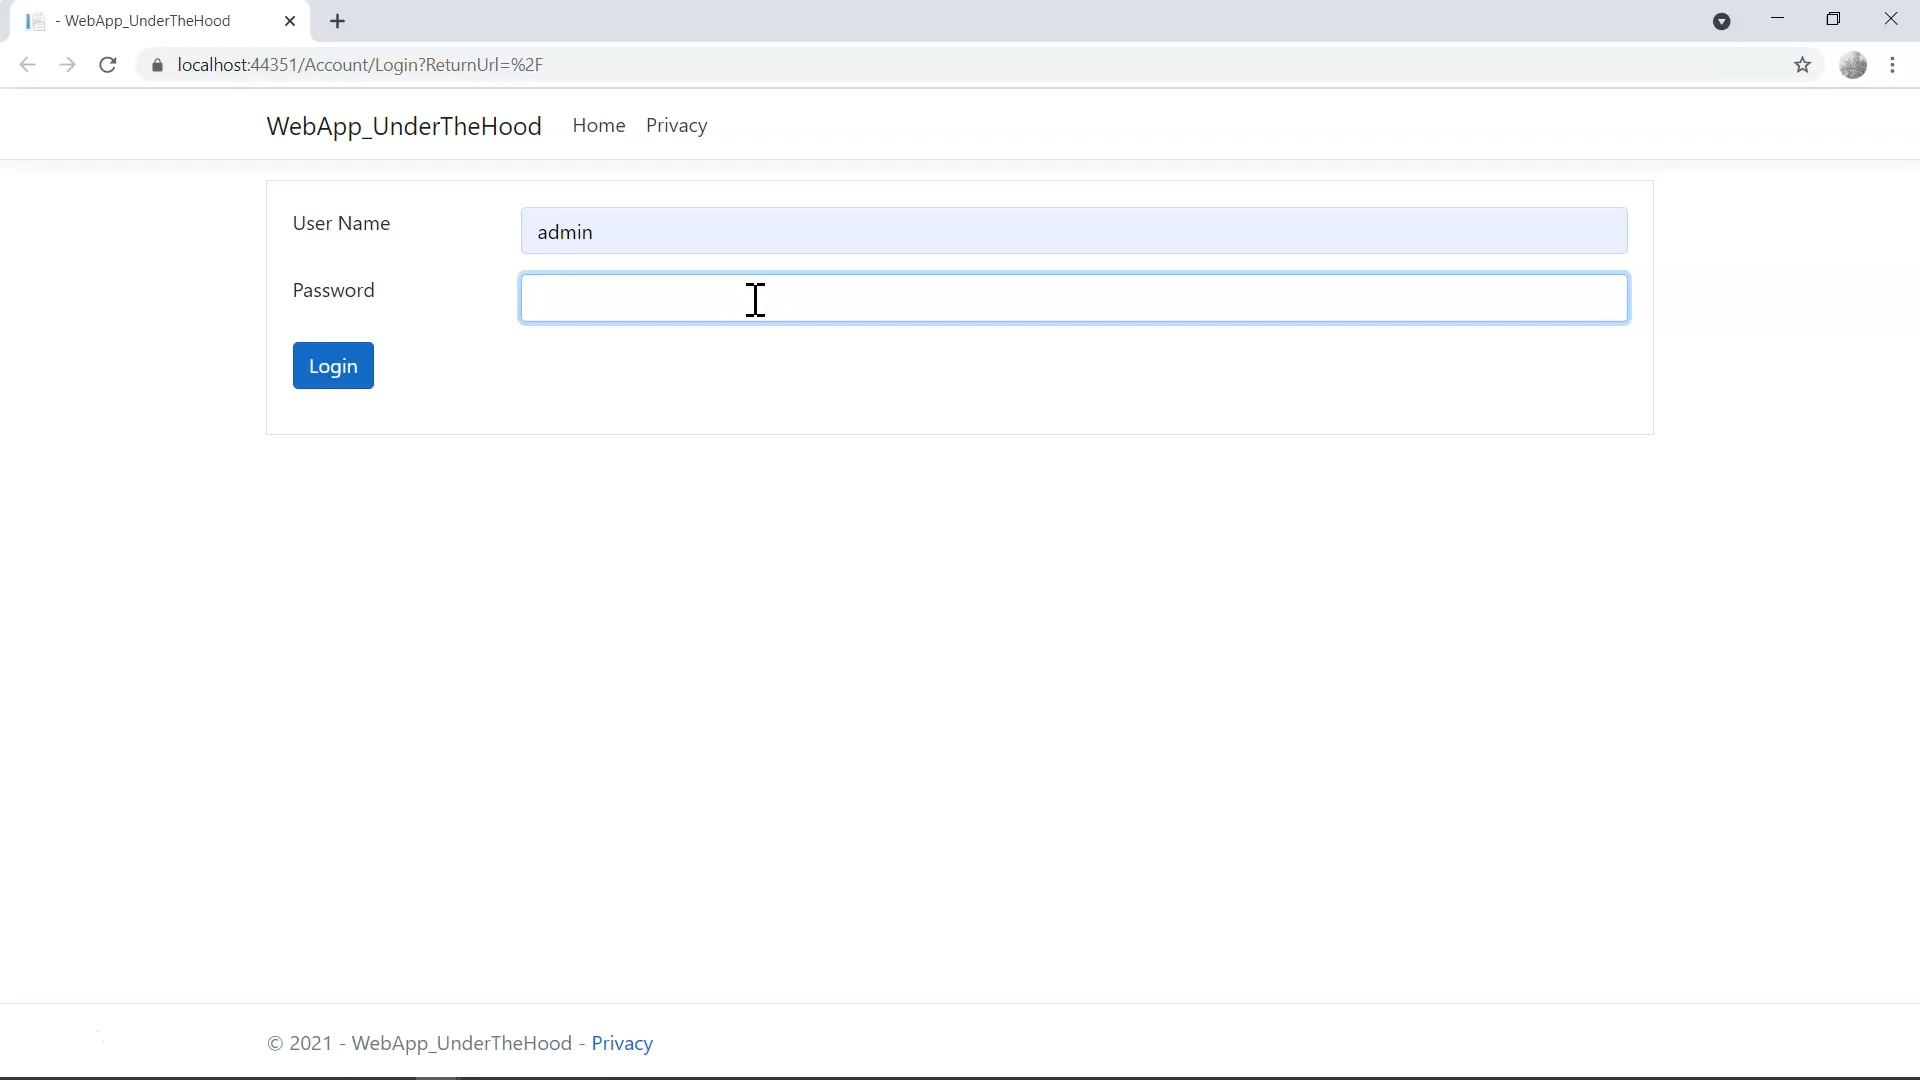 - WebApp_UnderTheHood
localhost:44351/Account/Login?ReturnUrl=%2F
WebApp_UnderTheHood Home Privacy
User Name admin
Password
Login
© 2021 - WebApp_UnderTheHood - Privacy